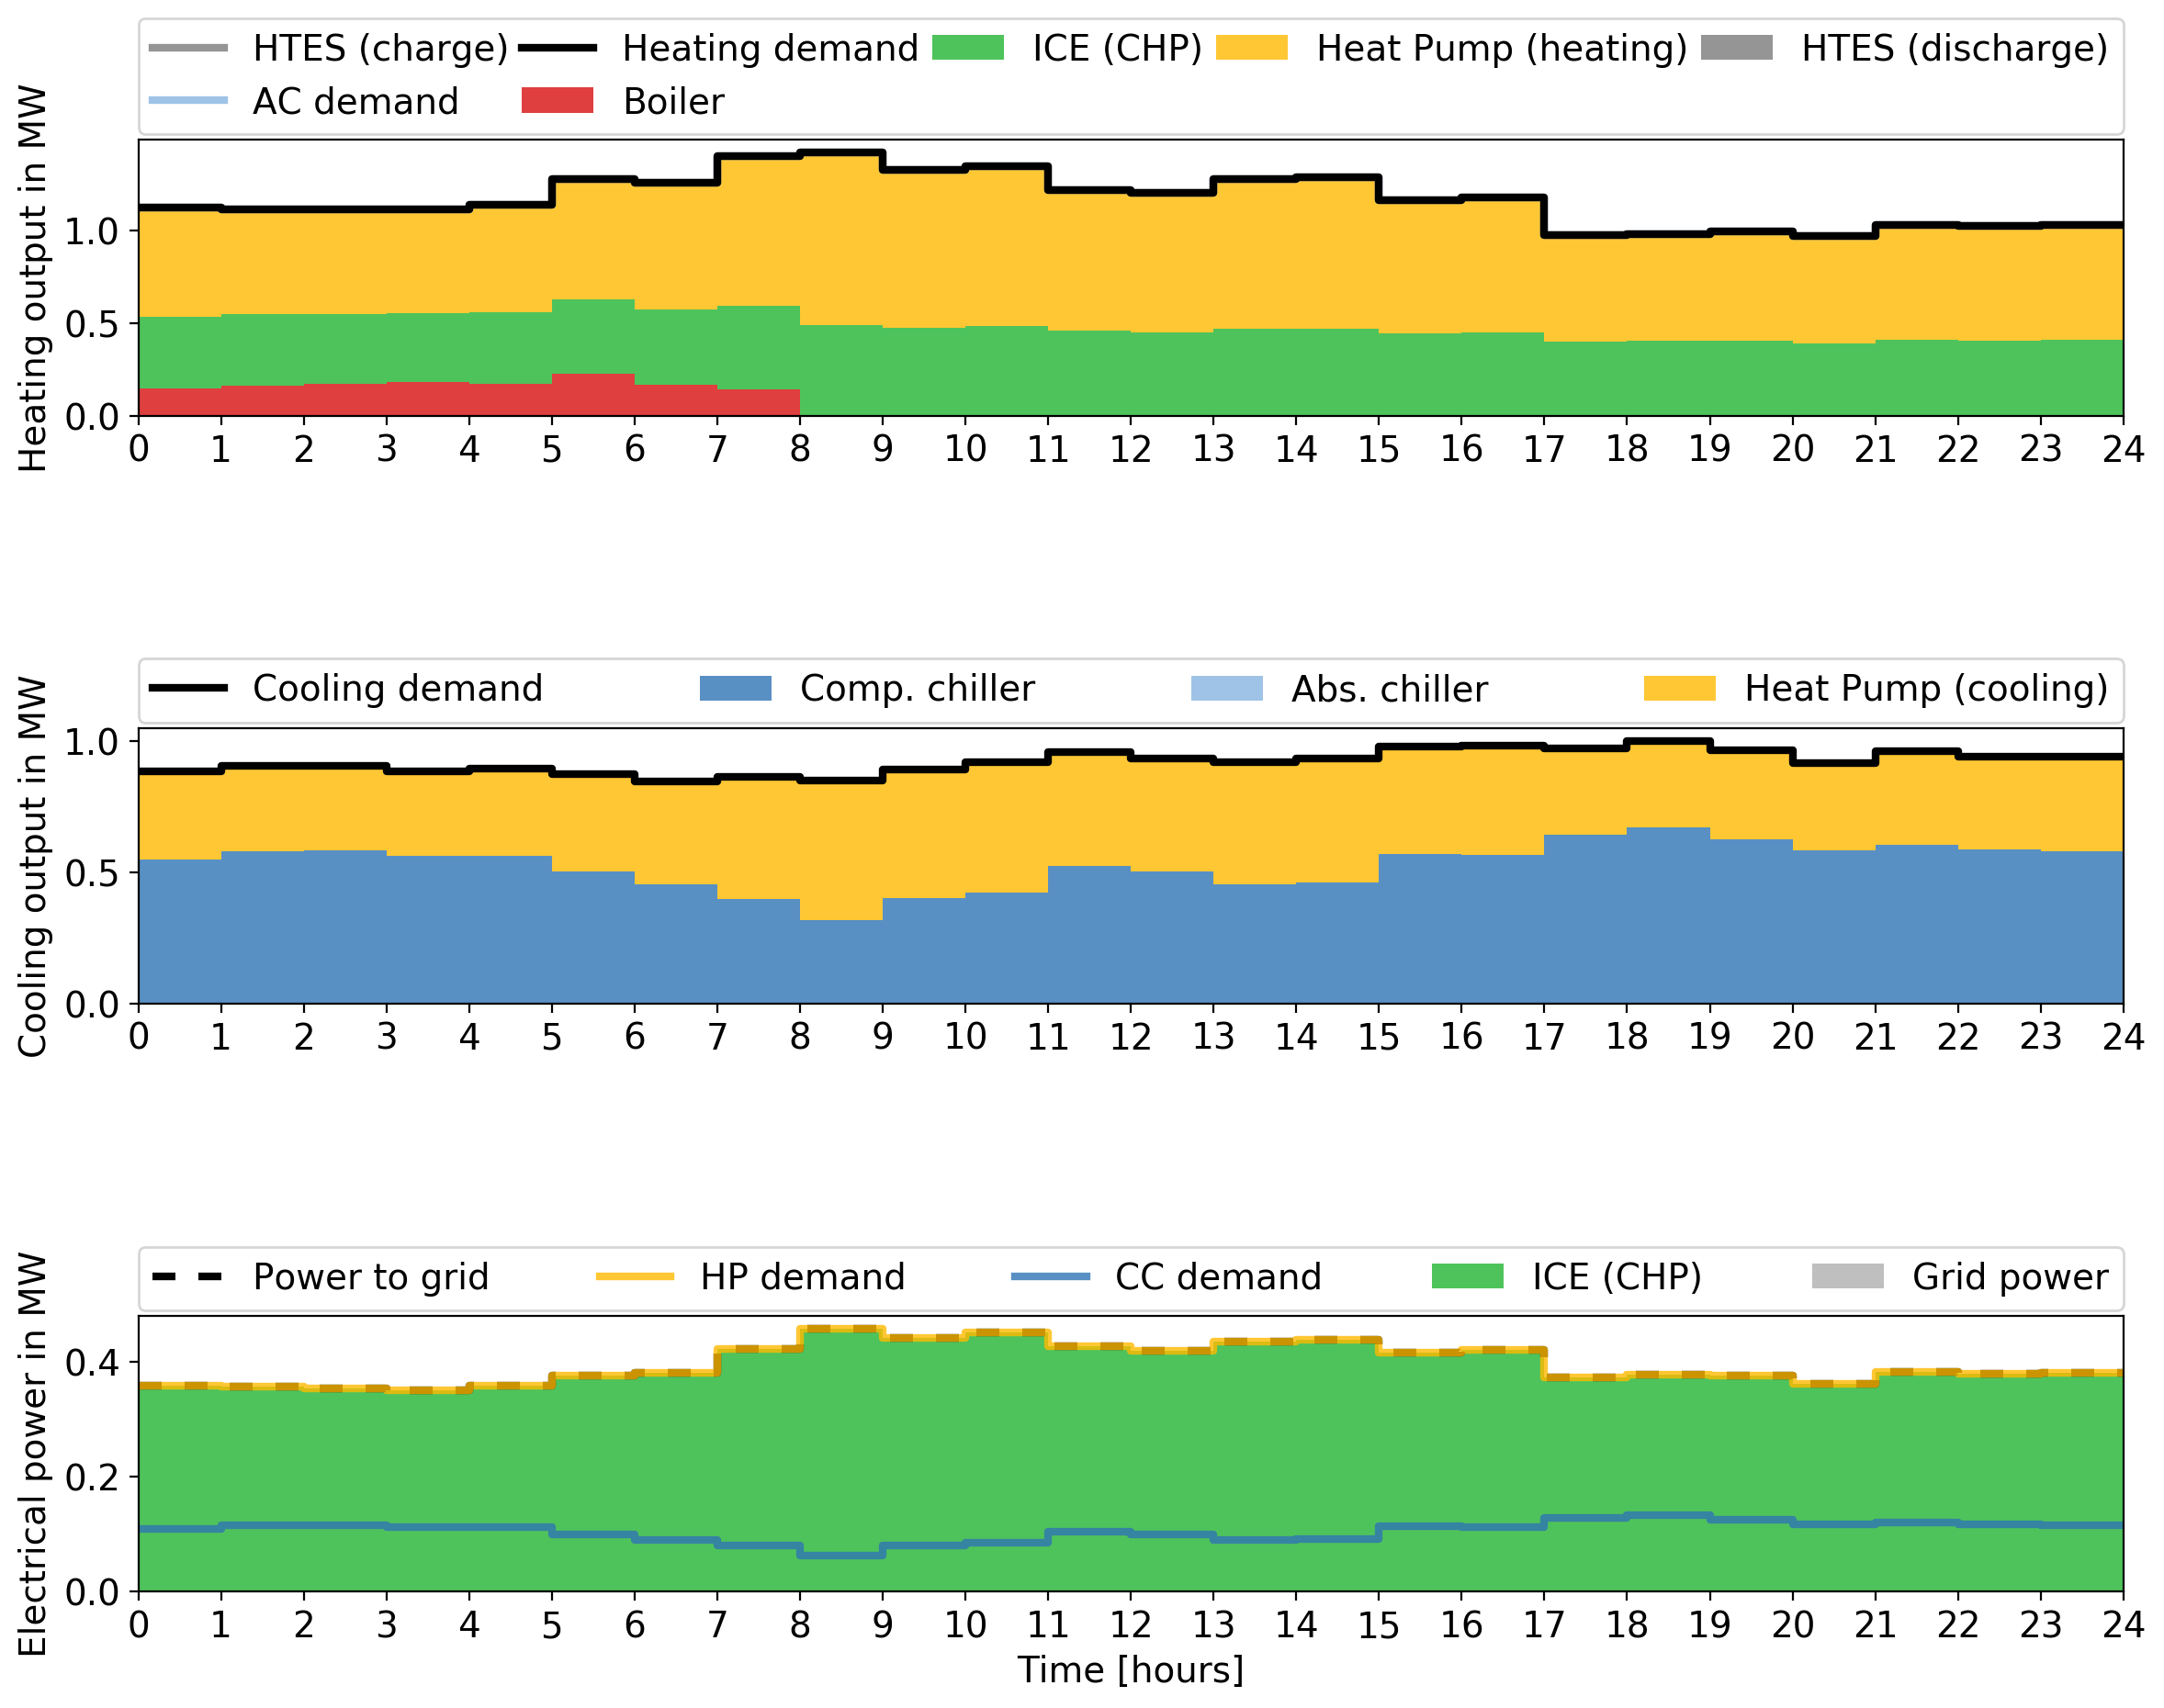 HTES (charge) Heating demand ICE (CHP) Heat Pump (heating) HTES (discharge)
AC demand Boiler
Heating output in MW
1.0
0.5
0.0
0 1 2 3 4 5 6 7 8 9 10 11 12 13 14 15 16 17 18 19 20 21 22 23 24
Cooling demand Comp. chiller Abs. chiller Heat Pump (cooling)
Cooling output in MW
1.0
0.5
0.0
0 1 2 3 4 5 6 7 8 9 10 11 12 13 14 15 16 17 18 19 20 21 22 23 24
Power to grid HP demand CC demand ICE (CHP) Grid power
Electrical power in MW
0.4
0.2
0.0
0 1 2 3 4 5 6 7 8 9 10 11 12 13 14 15 16 17 18 19 20 21 22 23 24
Time [hours]